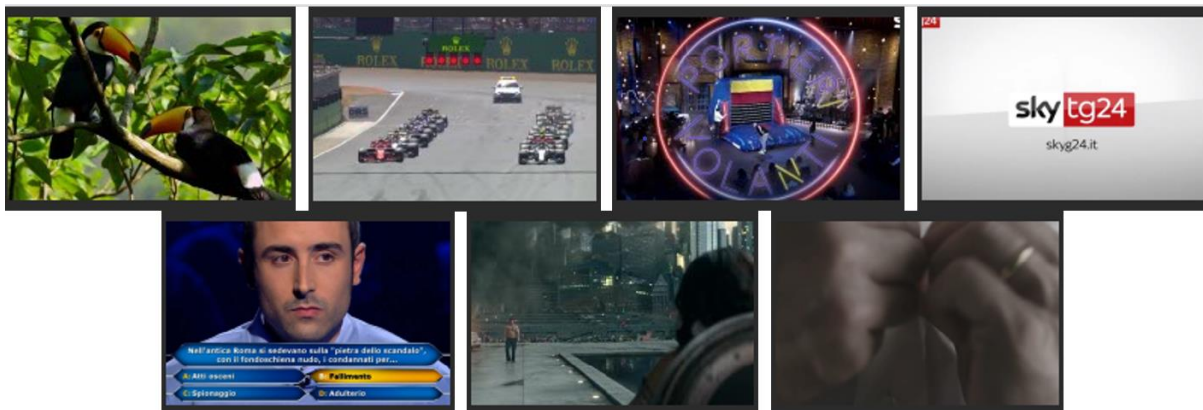 ROLEX
ROLEX
ROLEX
ROLEX
PORTIERI
VOLANTI
24
sky tg24
skyg24.it
Nell'antica Roma si sedevano sulla "pietra dello scandalo",
con il fondoschiena nudo, i condannati per...
A: Atti osceni
Fallimento
C: Spionaggio
D: Adulterio